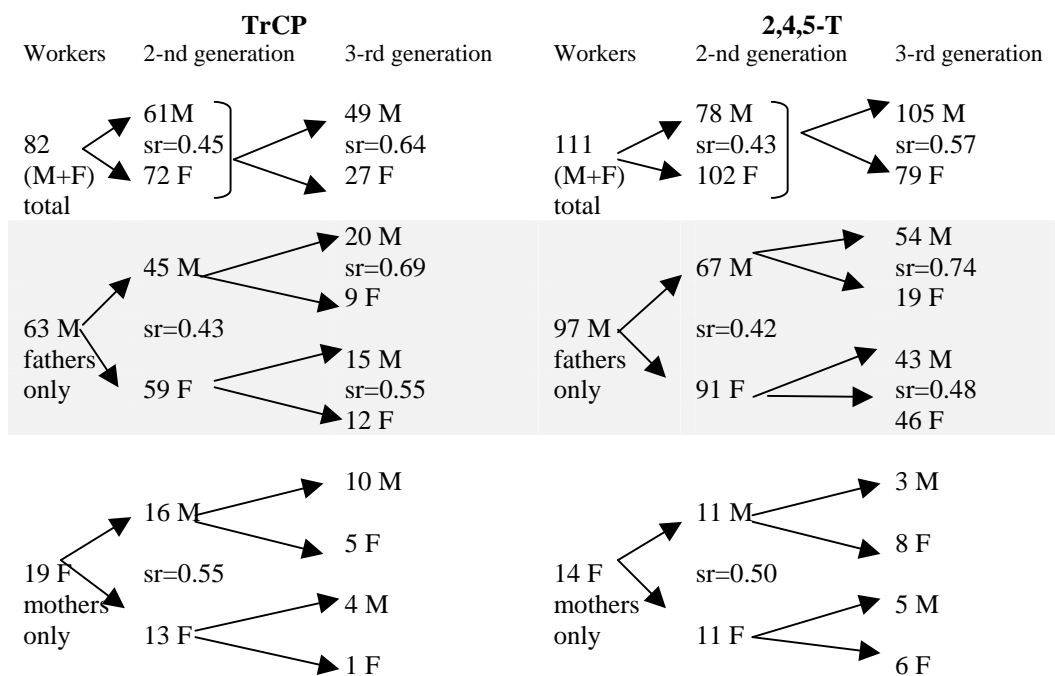 TrCP 2,4,5-T
Workers 2-nd generation 3-rd generation Workers 2-nd generation 3-rd generation
61M 49 M 78 M 105 M
82 sr=0.45 sr=0.64 111 sr=0.43 sr=0.57
(M+F) 72 F 27 F (M+F) 102 F 79 F
total total
20 M 54 M
45 M sr=0.69 67 M sr=0.74
9 F 19 F
63 M sr=0.43 97 M sr=0.42
fathers 15 M fathers 43 M
only 59 F sr=0.55 only 91 F sr=0.48
12 F 46 F
10 M 3 M
16 M 11 M
5 F 8 F
19 F sr=0.55 14 F sr=0.50
mothers 4 M mothers 5 M
only 13 F only 11 F
1 F 6 F